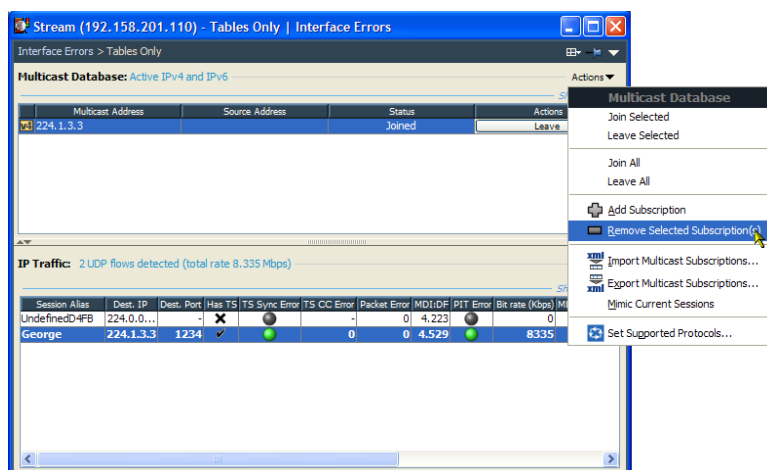 Stream (192.158.201.110) - Tables Only | Interface Errors
Interface Errors > Tables Only
Multicast Database: Active IPv4 and IPv6
Actions
Multicast Address Source Address Status Actions
v4 224.1.3.3 Joined Leave
Multicast Database
Join Selected
Leave Selected
Join All
Leave All
Add Subscription
Remove Selected Subscription(s)
Import Multicast Subscriptions...
Export Multicast Subscriptions...
Mimic Current Sessions
Set Supported Protocols...
xml
xml
IP Traffic: 2 UDP flows detected (total rate 8.335 Mbps)
Session Alias Dest. IP Dest. Port Has TS TS Sync Error TS CC Error Packet Error MDI:DF PIT Error Bit rate (Kbps)
UndefinedD4FB 224.0.0... - - 0 4.223 0
George 224.1.3.3 1234 0 0 4.529 8335